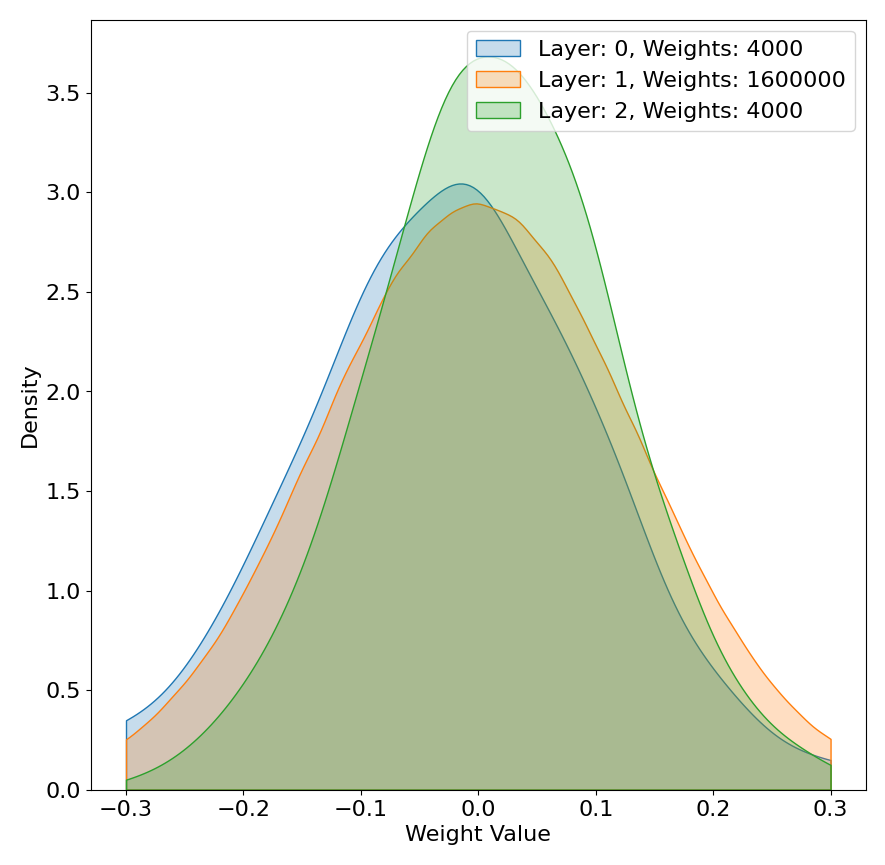 Layer: 0, Weights: 4000
Layer: 1, Weights: 1600000
Layer: 2, Weights: 4000
3.5
3.0
2.5
2.0
1.5
1.0
0.5
0.0
Density
−0.3 −0.2 −0.1 0.0 0.1 0.2 0.3
Weight Value